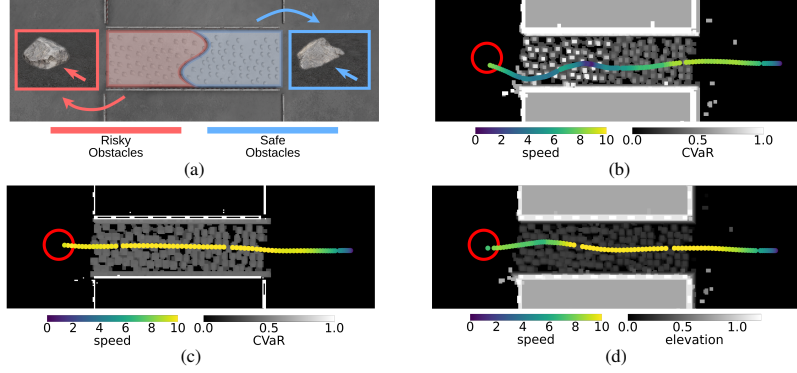 Risky
Obstacles
Safe
Obstacles
(a)
0 2 4 6 8 10
speed
0.0 0.5 1.0
CVaR
(b)
0 2 4 6 8 10
speed
0.0 0.5 1.0
CVaR
(c)
0 2 4 6 8 10
speed
0.0 0.5 1.0
elevation
(d)